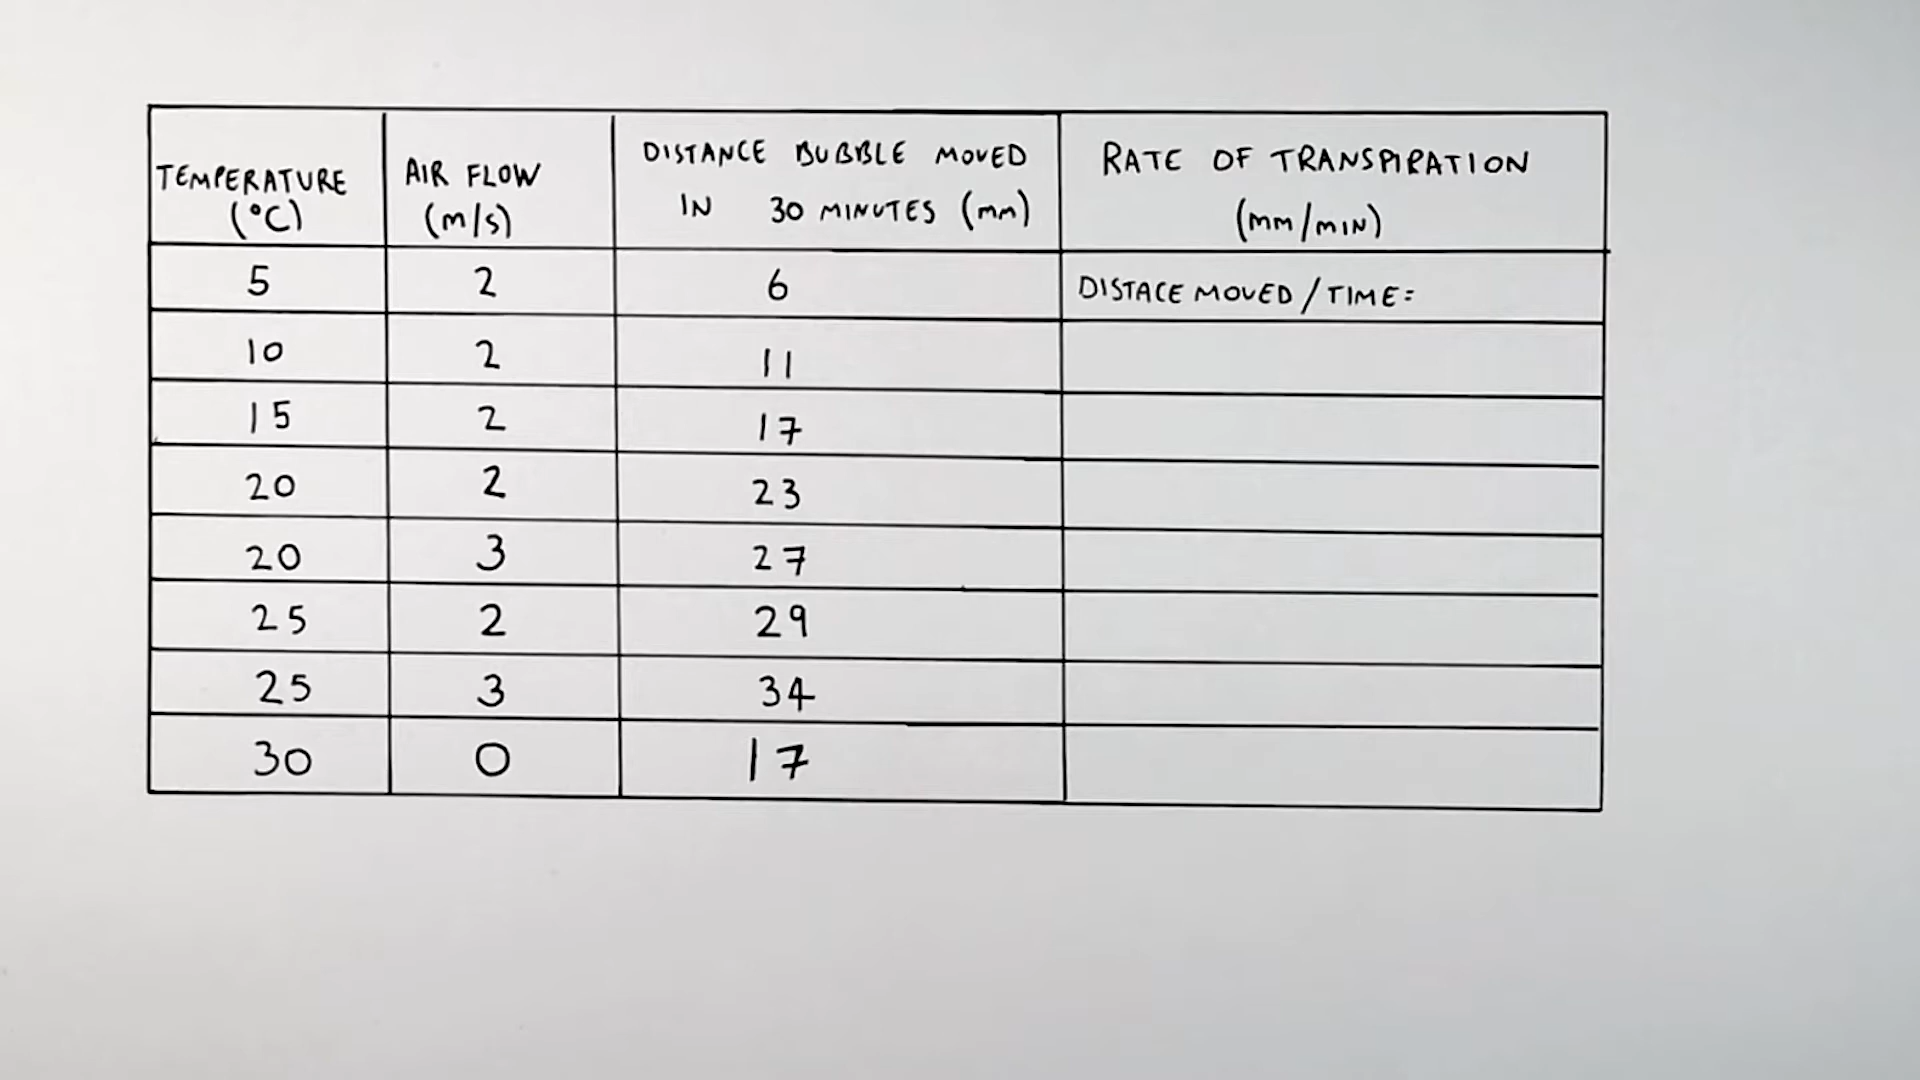 TEMPERATURE (°C) AIR FLOW (m/s) DISTANCE BUBBLE MOVED IN 30 MINUTES (mm) RATE OF TRANSPIRATION (mm/MIN)
5 2 6 DISTACE MOVED / TIME =
10 2 11
15 2 17
20 2 23
20 3 27
25 2 29
25 3 34
30 0 17